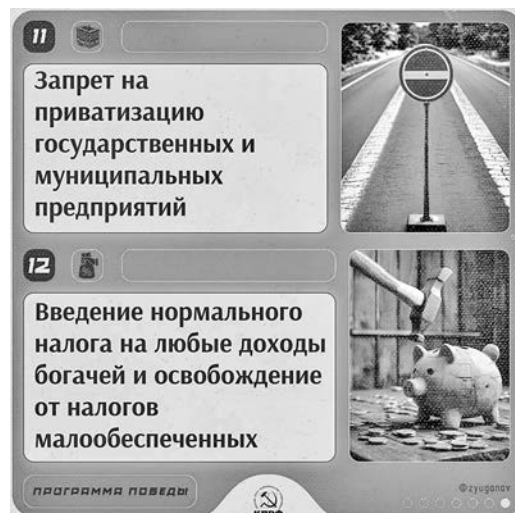 11
Запрет на
приватизацию
государственных и
муниципальных
предприятий
12
Введение нормального
налога на любые доходы
богачей и освобождение
от налогов
малообеспеченных
ПРОГРАММА ПОБЕДЫ
@zyuganov
КПРФ